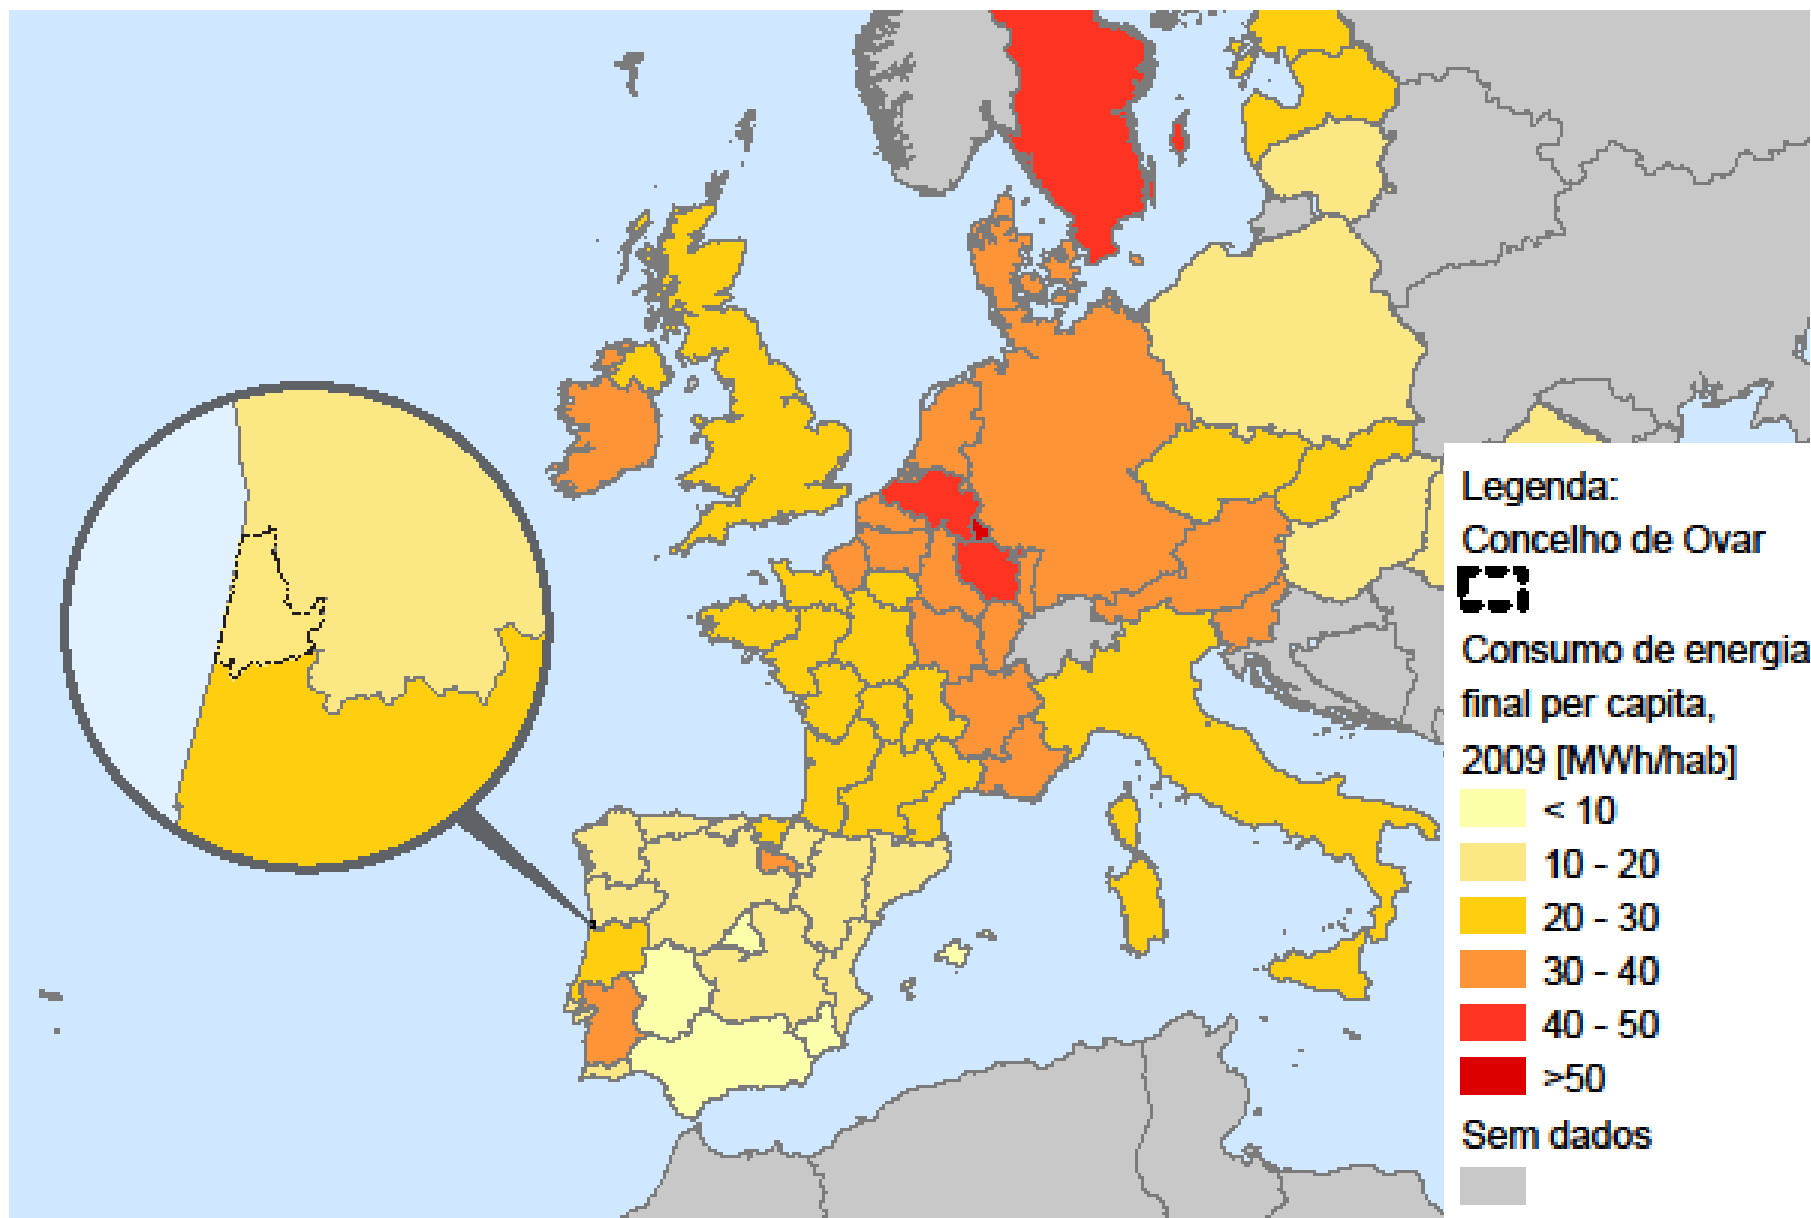 Legenda:
Concelho de Ovar
Consumo de energia
final per capita,
2009 [MWh/hab]
< 10
10 - 20
20 - 30
30 - 40
40 - 50
>50
Sem dados